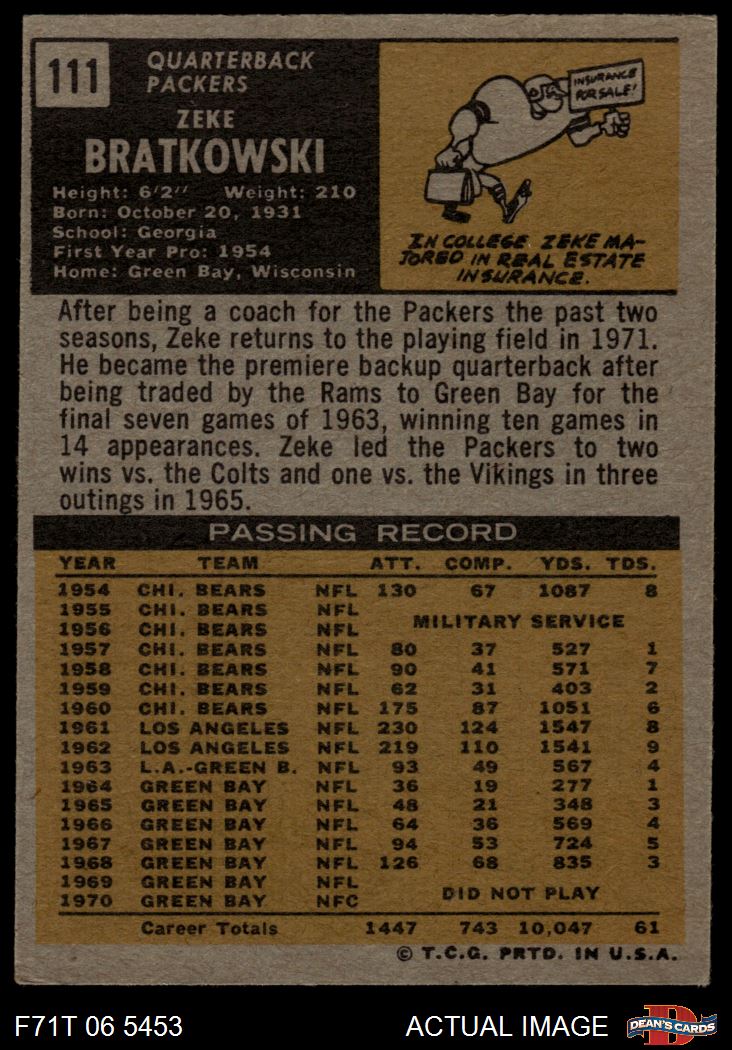 111
QUARTERBACK
PACKERS
ZEKE
BRATKOWSKI
Height: 6'2" Weight: 210
Born: October 20, 1931
School: Georgia
First Year Pro: 1954
Home: Green Bay, Wisconsin
INSURANCE
FOR SALE!
IN COLLEGE ZEKE MA-
JORED IN REAL ESTATE
INSURANCE.
After being a coach for the Packers the past two
seasons, Zeke returns to the playing field in 1971.
He became the premiere backup quarterback after
being traded by the Rams to Green Bay for the
final seven games of 1963, winning ten games in
14 appearances. Zeke led the Packers to two
wins vs. the Colts and one vs. the Vikings in three
outings in 1965.
PASSING RECORD
YEAR TEAM ATT. COMP. YDS. TDS.
1954 CHI. BEARS NFL 130 67 1087 8
1955 CHI. BEARS NFL
1956 CHI. BEARS NFL
MILITARY SERVICE
1957 CHI. BEARS NFL 80 37 527 1
1958 CHI. BEARS NFL 90 41 571 7
1959 CHI. BEARS NFL 62 31 403 2
1960 CHI. BEARS NFL 175 87 1051 6
1961 LOS ANGELES NFL 230 124 1547 8
1962 LOS ANGELES NFL 219 110 1541 9
1963 L.A.-GREEN B. NFL 93 49 567 4
1964 GREEN BAY NFL 36 19 277 1
1965 GREEN BAY NFL 48 21 348 3
1966 GREEN BAY NFL 64 36 569 4
1967 GREEN BAY NFL 94 53 724 5
1968 GREEN BAY NFL 126 68 835 3
1969 GREEN BAY NFL
1970 GREEN BAY NFC
DID NOT PLAY
Career Totals 1447 743 10,047 61
© T.C.G. PRTD. IN U.S.A.
F71T 06 5453 ACTUAL IMAGE
D
DEAN'S CARDS